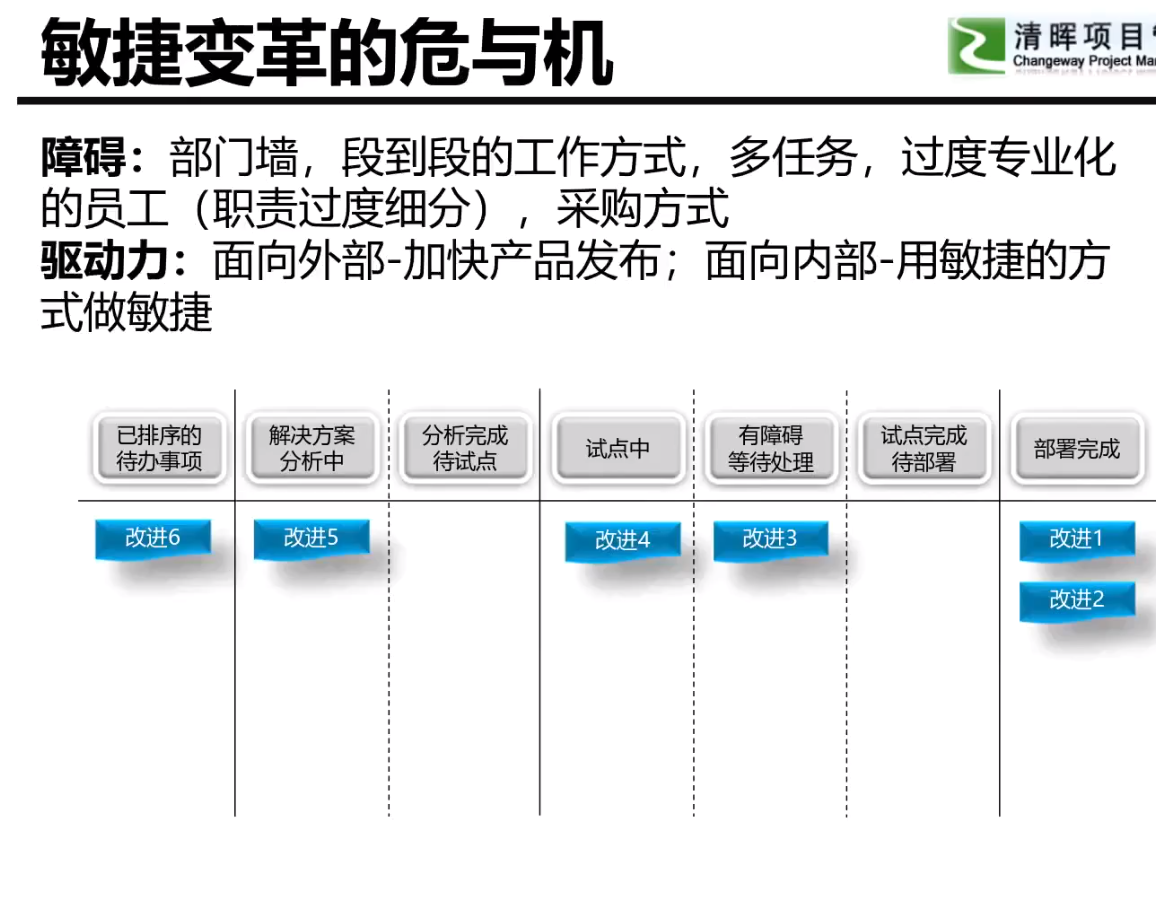 敏捷变革的危与机
清晖项目
Changeway Project
障碍：部门墙，段到段的工作方式，多任务，过度专业化
的员工（职责过度细分），采购方式
驱动力：面向外部-加快产品发布；面向内部-用敏捷的方
式做敏捷
已排序的
待办事项
解决方案
分析中
分析完成
待试点
试点中
有障碍
等待处理
试点完成
待部署
部署完成
改进6
改进5
改进4
改进3
改进1
改进2